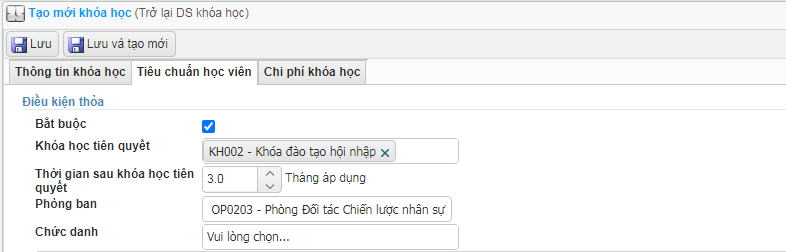 Tạo mới khóa học (Trở lại DS khóa học)
Lưu Lưu và tạo mới
Thông tin khóa học Tiêu chuẩn học viên Chi phí khóa học
Điều kiện thỏa
Bắt buộc
Khóa học tiên quyết KH002 - Khóa đào tạo hội nhập ×
Thời gian sau khóa học tiên quyết 3.0 Tháng áp dụng
Phòng ban OP0203 - Phòng Đối tác Chiến lược nhân sự
Chức danh Vui lòng chọn...